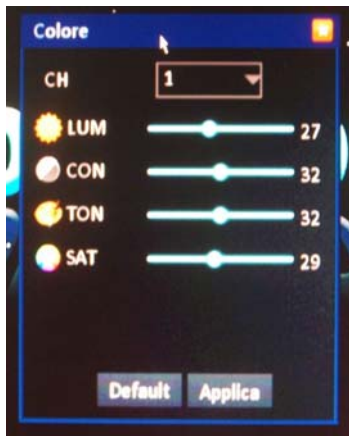 Colore
CH 1
LUM 27
CON 32
TON 32
SAT 29
Default Applica